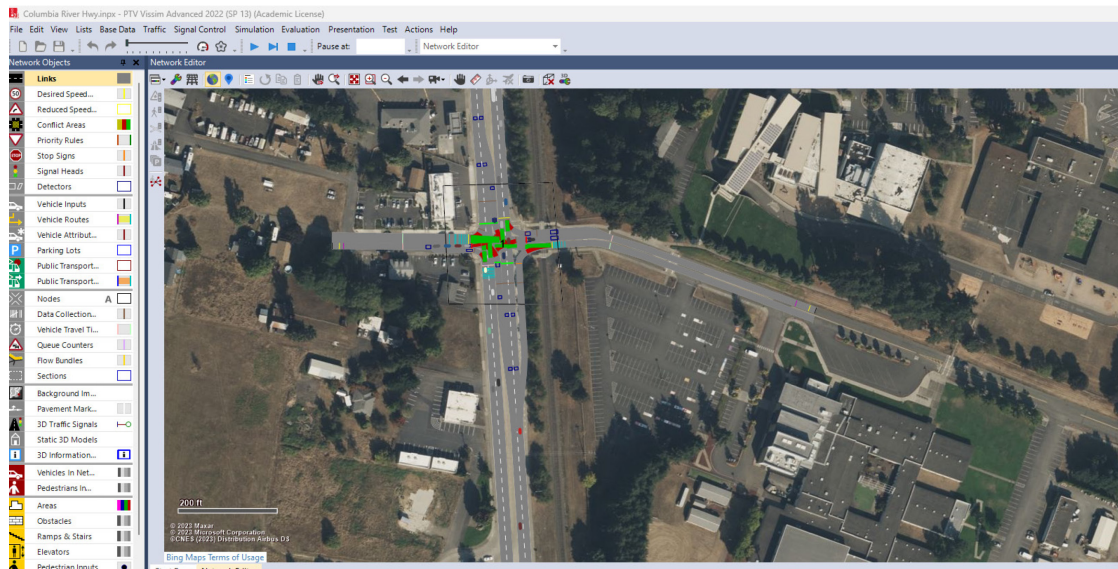 Columbia River Hwy.inpx - PTV Vissim Advanced 2022 (SP 13) (Academic License)
File Edit View Lists Base Data Traffic Signal Control Simulation Evaluation Presentation Test Actions Help
Pause at: Network Editor
Network Objects
Network Editor
Links
50 Desired Speed...
Reduced Speed...
Conflict Areas
Priority Rules
STOP Stop Signs
Signal Heads
Detectors
Vehicle Inputs
Vehicle Routes
Vehicle Attribut...
P Parking Lots
Public Transport...
Public Transport...
Nodes A
Data Collection...
Vehicle Travel Ti...
Queue Counters
Flow Bundles
Sections
Background Im...
Pavement Mark...
3D Traffic Signals
Static 3D Models
3D Information...
Vehicles In Net...
Pedestrians In...
Areas
Obstacles
Ramps & Stairs
Elevators
Pedestrian Inputs
200 ft
© 2023 Maxar
© 2023 Microsoft Corporation
©CNES (2023) Distribution Airbus DS
Bing Maps Terms of Usage